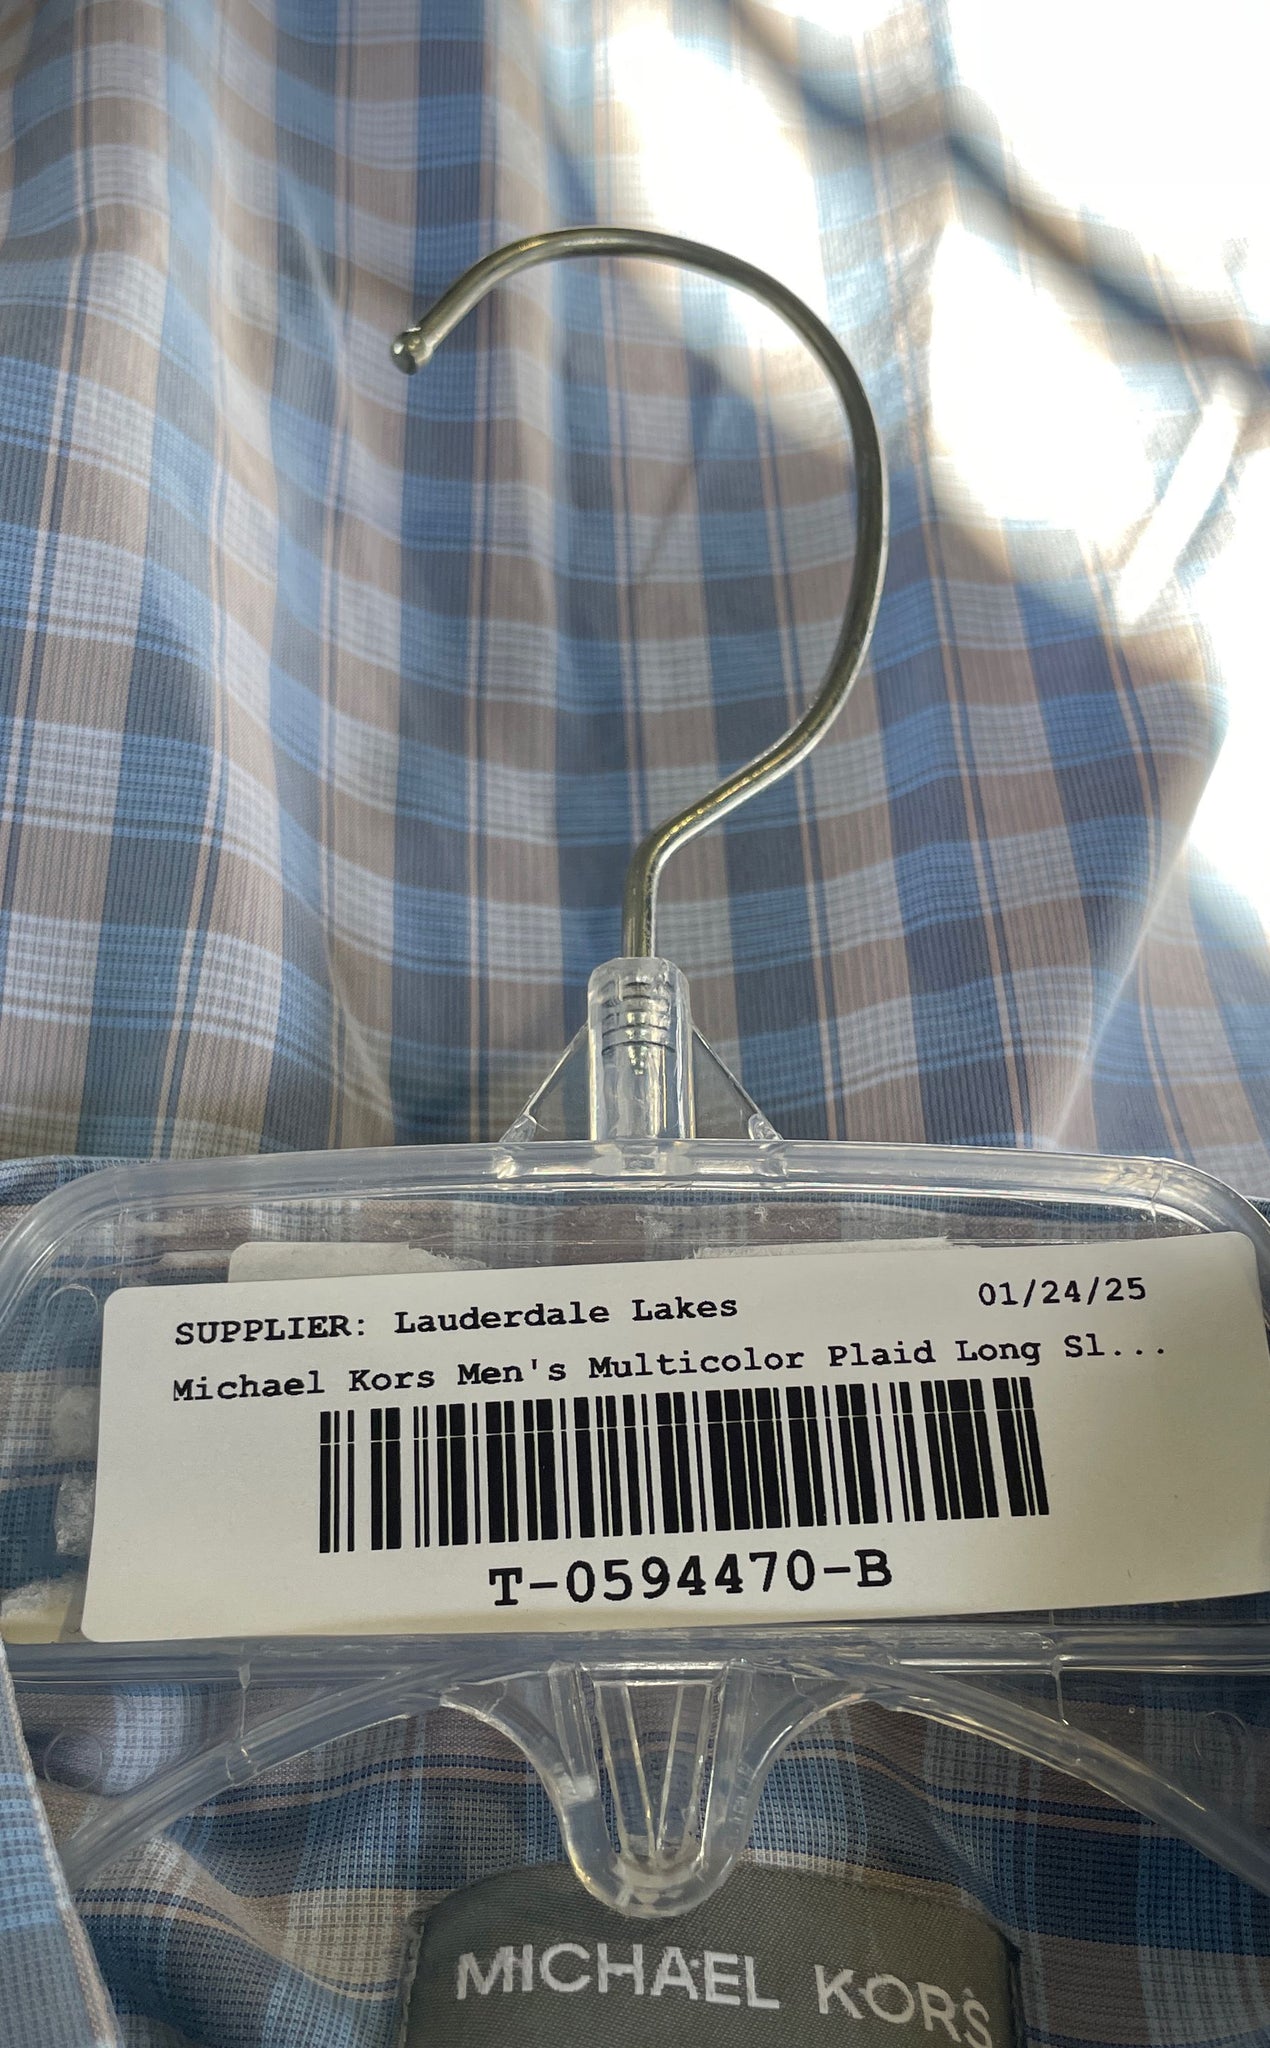 SUPPLIER: Lauderdale Lakes 01/24/25
Michael Kors Men's Multicolor Plaid Long Sl...
T-0594470-B
MICHAEL KORS